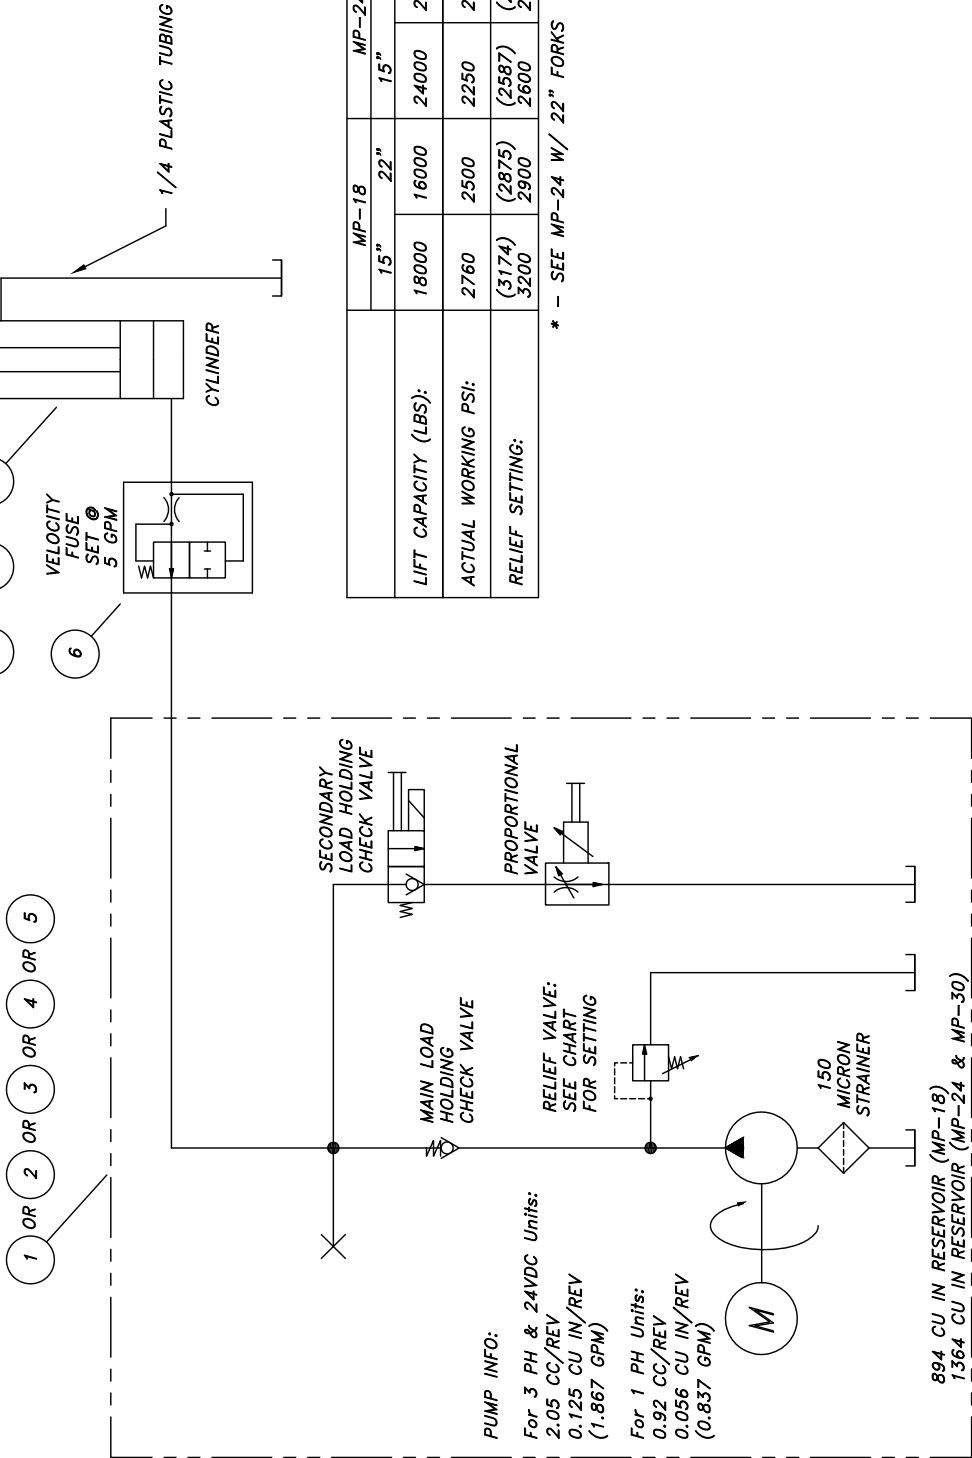 1/4 PLASTIC TUBING
CYLINDER
VELOCITY
FUSE
SET @
5 GPM
6
1 OR 2 OR 3 OR 4 OR 5
SECONDARY
LOAD HOLDING
CHECK VALVE
PROPORTIONAL
VALVE
MAIN LOAD
HOLDING
CHECK VALVE
RELIEF VALVE:
SEE CHART
FOR SETTING
150
MICRON
STRAINER
M
PUMP INFO:
For 3 PH & 24VDC Units:
2.05 CC/REV
0.125 CU IN/REV
(1.867 GPM)
For 1 PH Units:
0.92 CC/REV
0.056 CU IN/REV
(0.837 GPM)
894 CU IN RESERVOIR (MP-18)
1364 CU IN RESERVOIR (MP-24 & MP-30)
MP-18 MP-24
15" 22" 15"
LIFT CAPACITY (LBS): 18000 16000 24000
ACTUAL WORKING PSI: 2760 2500 2250
RELIEF SETTING: (3174) (2875) (2587)
3200 2900 2600
* - SEE MP-24 W/ 22" FORKS